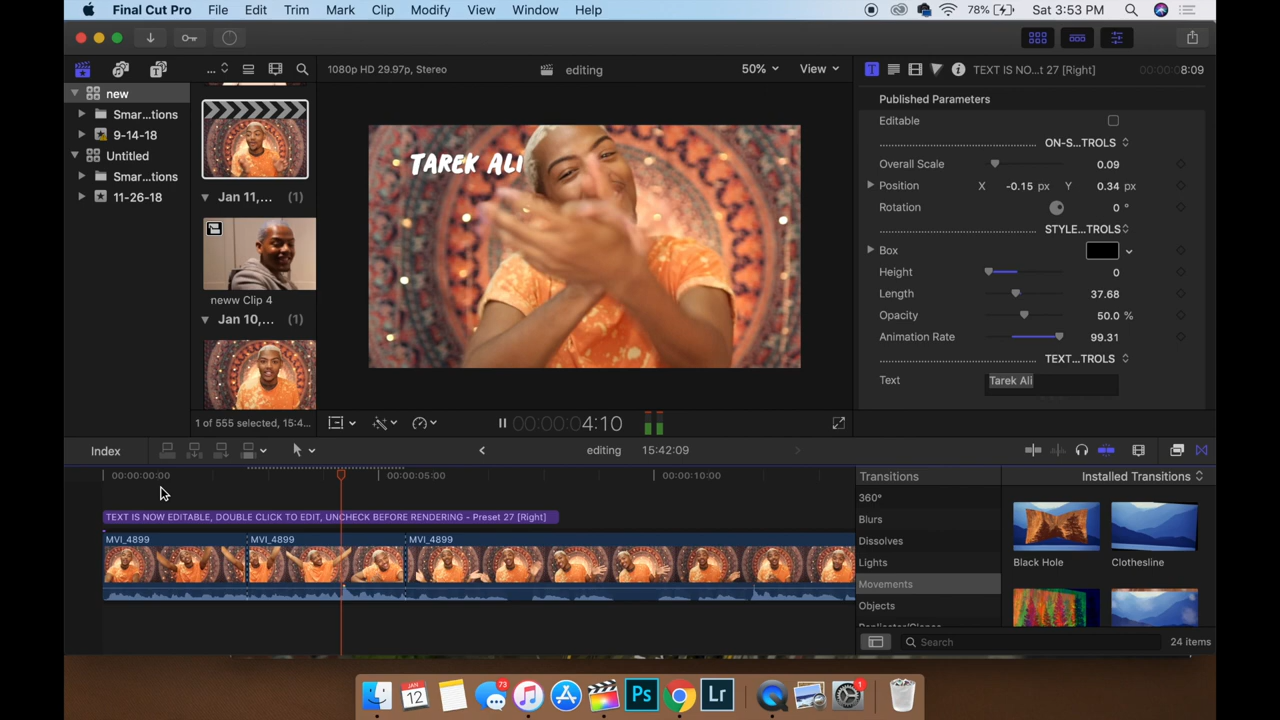 Final Cut Pro File Edit Trim Mark Clip Modify View Window Help 78% Sat 3:53 PM
... 1080p HD 29.97p, Stereo editing 50% View TEXT IS NO...t 27 [Right] 00:00:08:09
new
Smar...tions
9-14-18
Untitled
Smar...tions
11-26-18
Jan 11,... (1)
neww Clip 4
Jan 10,... (1)
1 of 555 selected, 15:4...
TAREK ALI
00:00:00:04:10
Published Parameters
Editable
ON-S...TROLS
Overall Scale 0.09
Position X -0.15 px Y 0.34 px
Rotation 0 °
STYLE...TROLS
Box
Height 0
Length 37.68
Opacity 50.0 %
Animation Rate 99.31
TEXT...TROLS
Text Tarek Ali
Index editing 15:42:09
00:00:00:00 00:00:05:00 00:00:10:00
TEXT IS NOW EDITABLE, DOUBLE CLICK TO EDIT, UNCHECK BEFORE RENDERING - Preset 27 [Right]
MVI_4899 MVI_4899 MVI_4899
Transitions Installed Transitions
360°
Blurs
Dissolves
Lights
Movements
Objects
Black Hole Clothesline
Search 24 items
JAN 12 73 Ps Lr 1